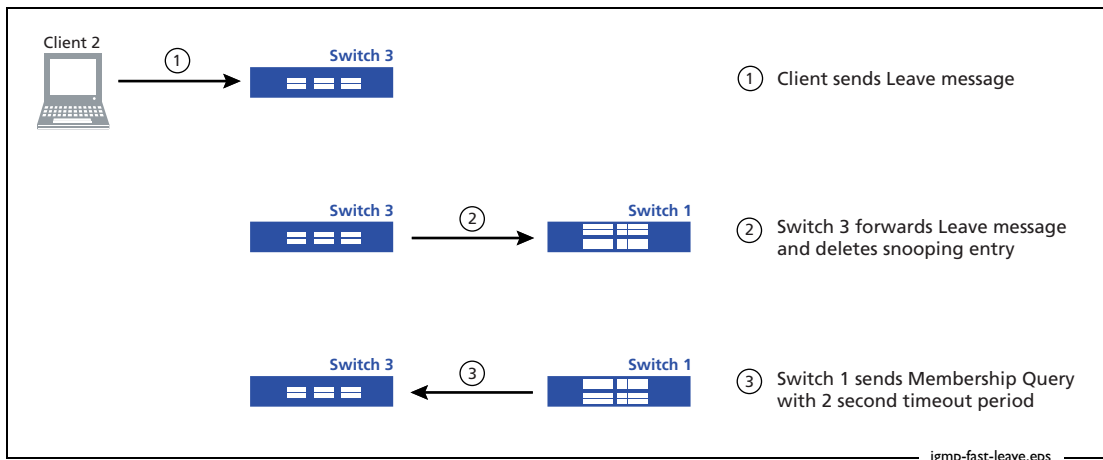 Client 2
①
Switch 3
① Client sends Leave message
Switch 3
②
Switch 1
② Switch 3 forwards Leave message
and deletes snooping entry
Switch 3
③
Switch 1
③ Switch 1 sends Membership Query
with 2 second timeout period
igmp-fast-leave.eps